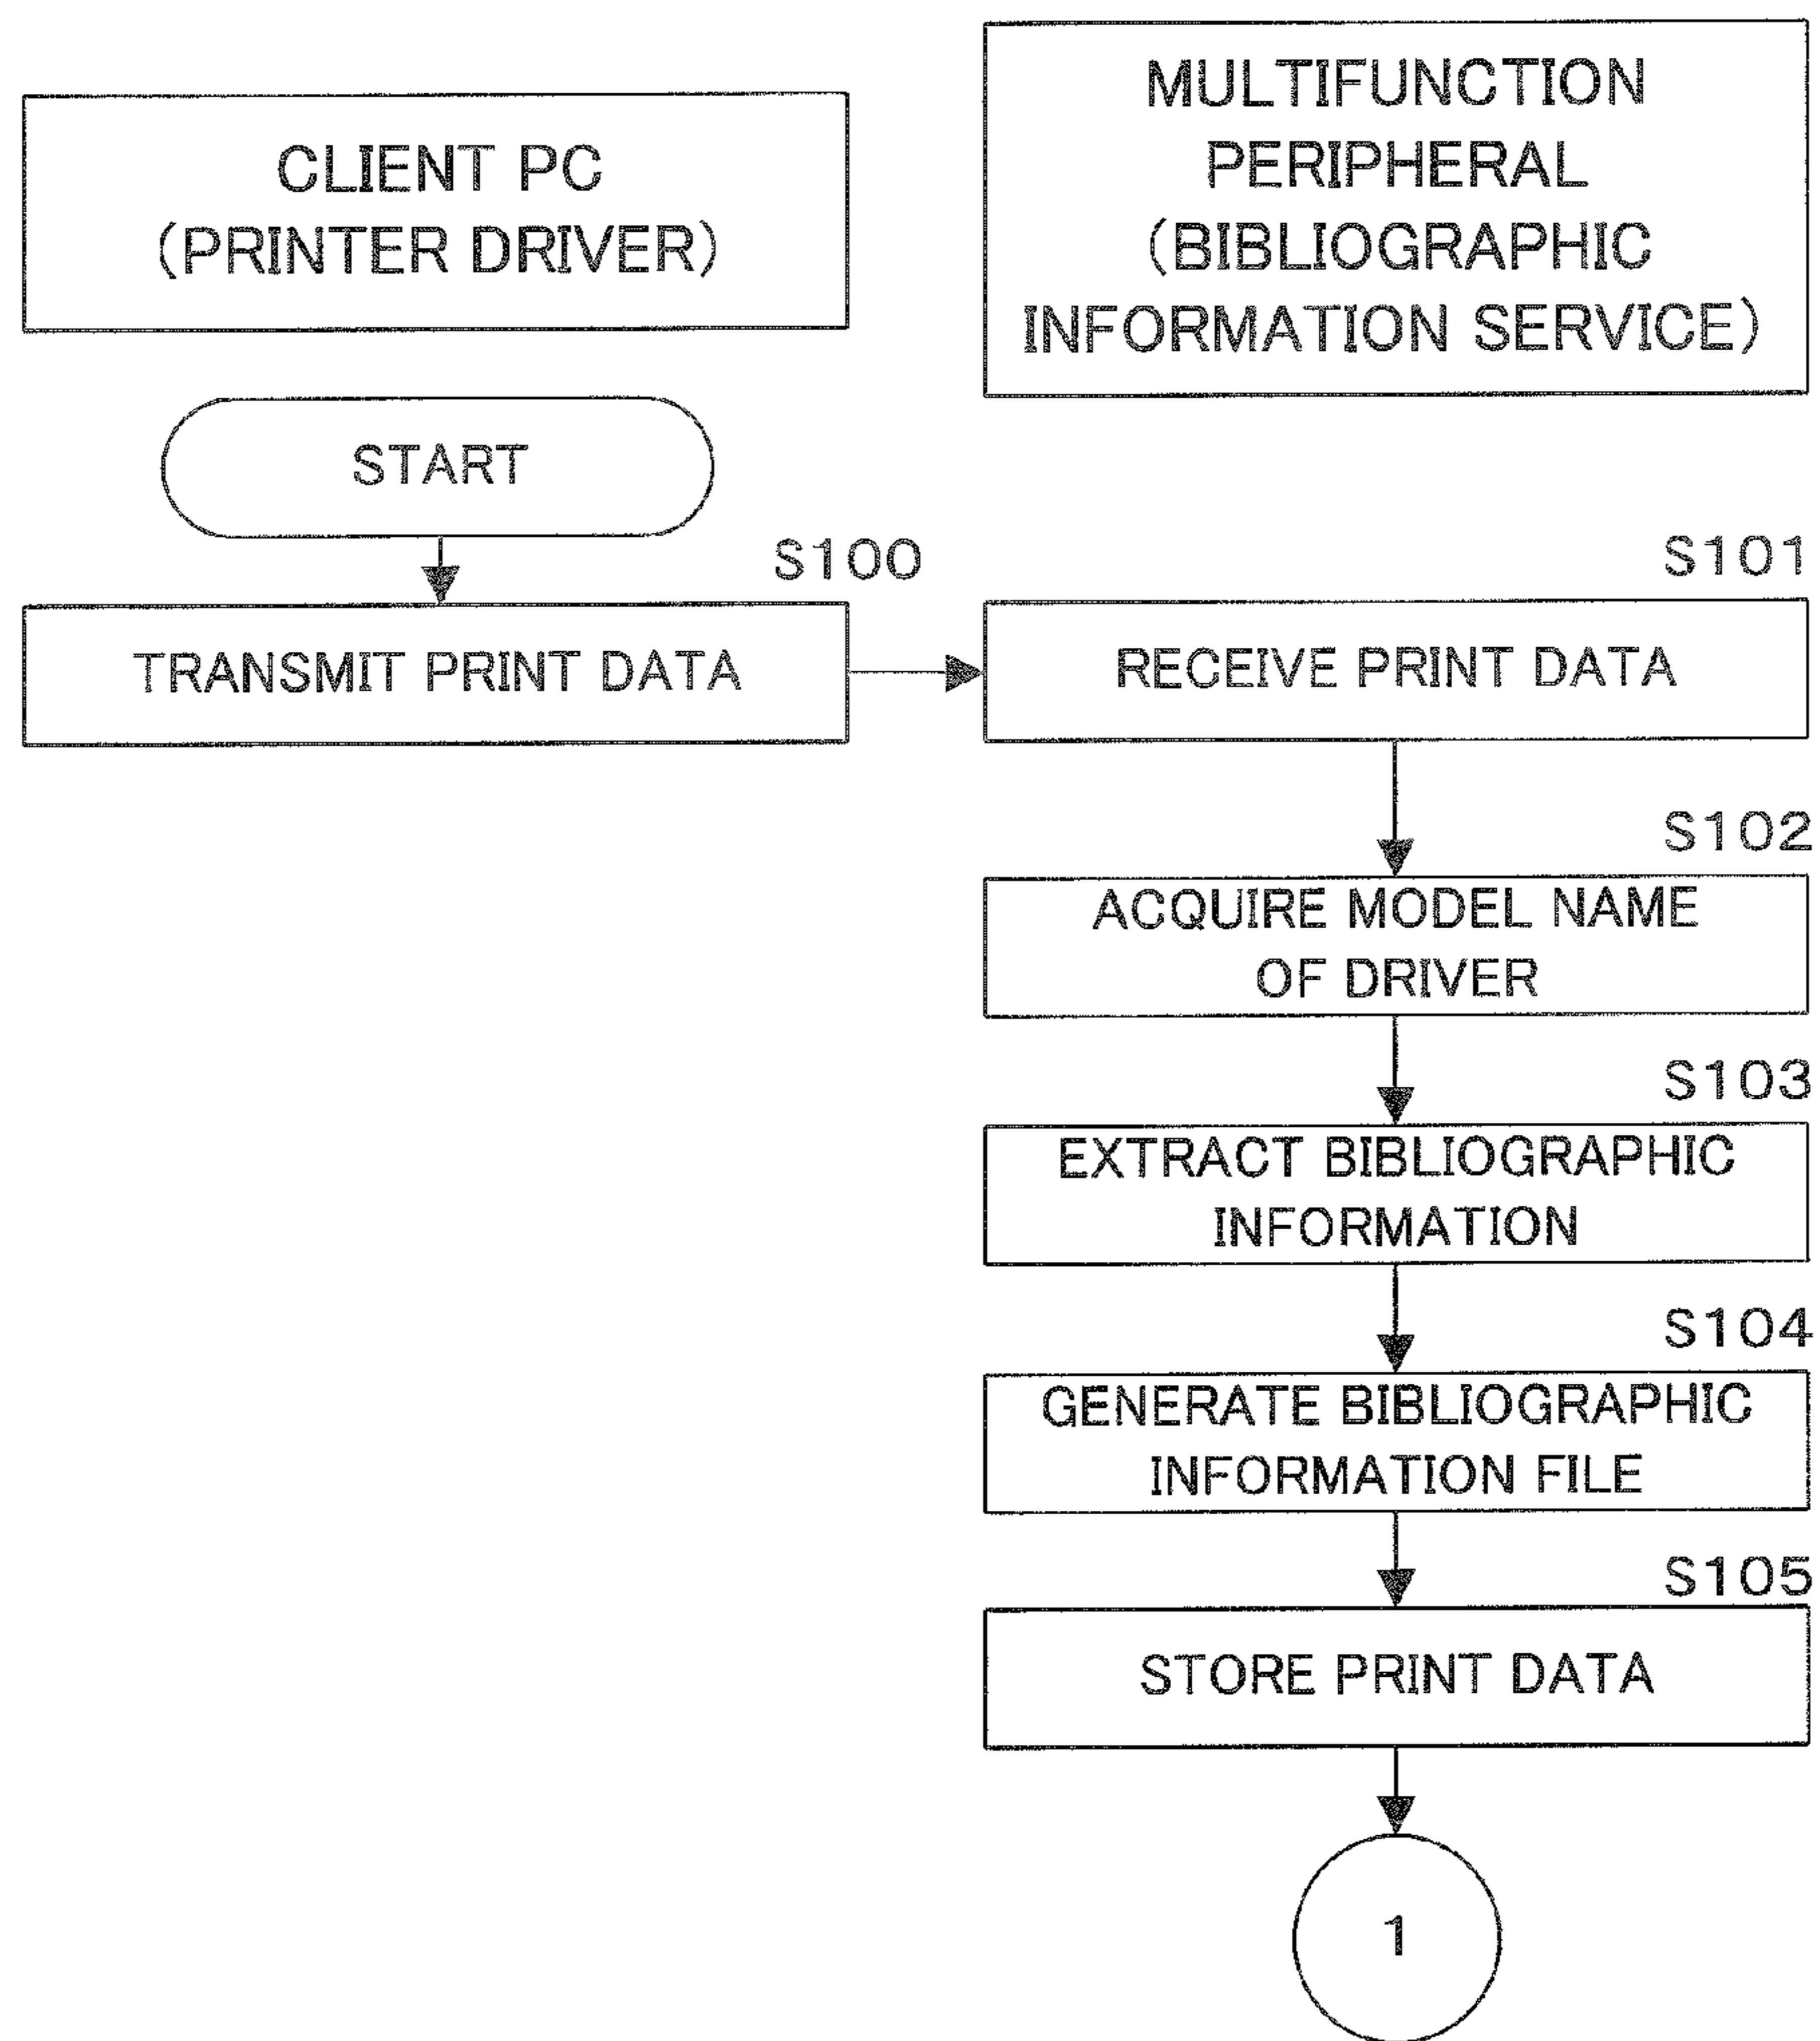 CLIENT PC
(PRINTER DRIVER)
MULTIFUNCTION
PERIPHERAL
(BIBLIOGRAPHIC
INFORMATION SERVICE)
START
S100
TRANSMIT PRINT DATA
S101
RECEIVE PRINT DATA
S102
ACQUIRE MODEL NAME
OF DRIVER
S103
EXTRACT BIBLIOGRAPHIC
INFORMATION
S104
GENERATE BIBLIOGRAPHIC
INFORMATION FILE
S105
STORE PRINT DATA
1